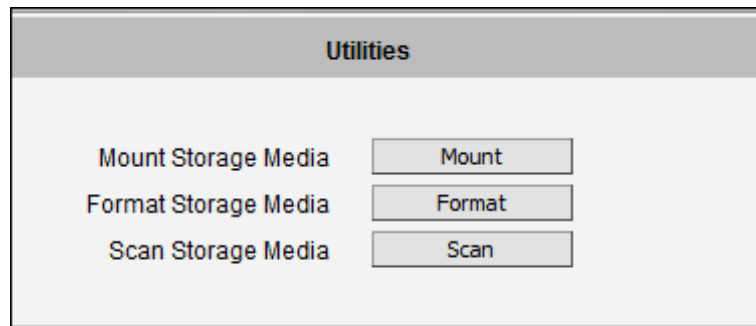 Utilities
Mount Storage Media Mount
Format Storage Media Format
Scan Storage Media Scan